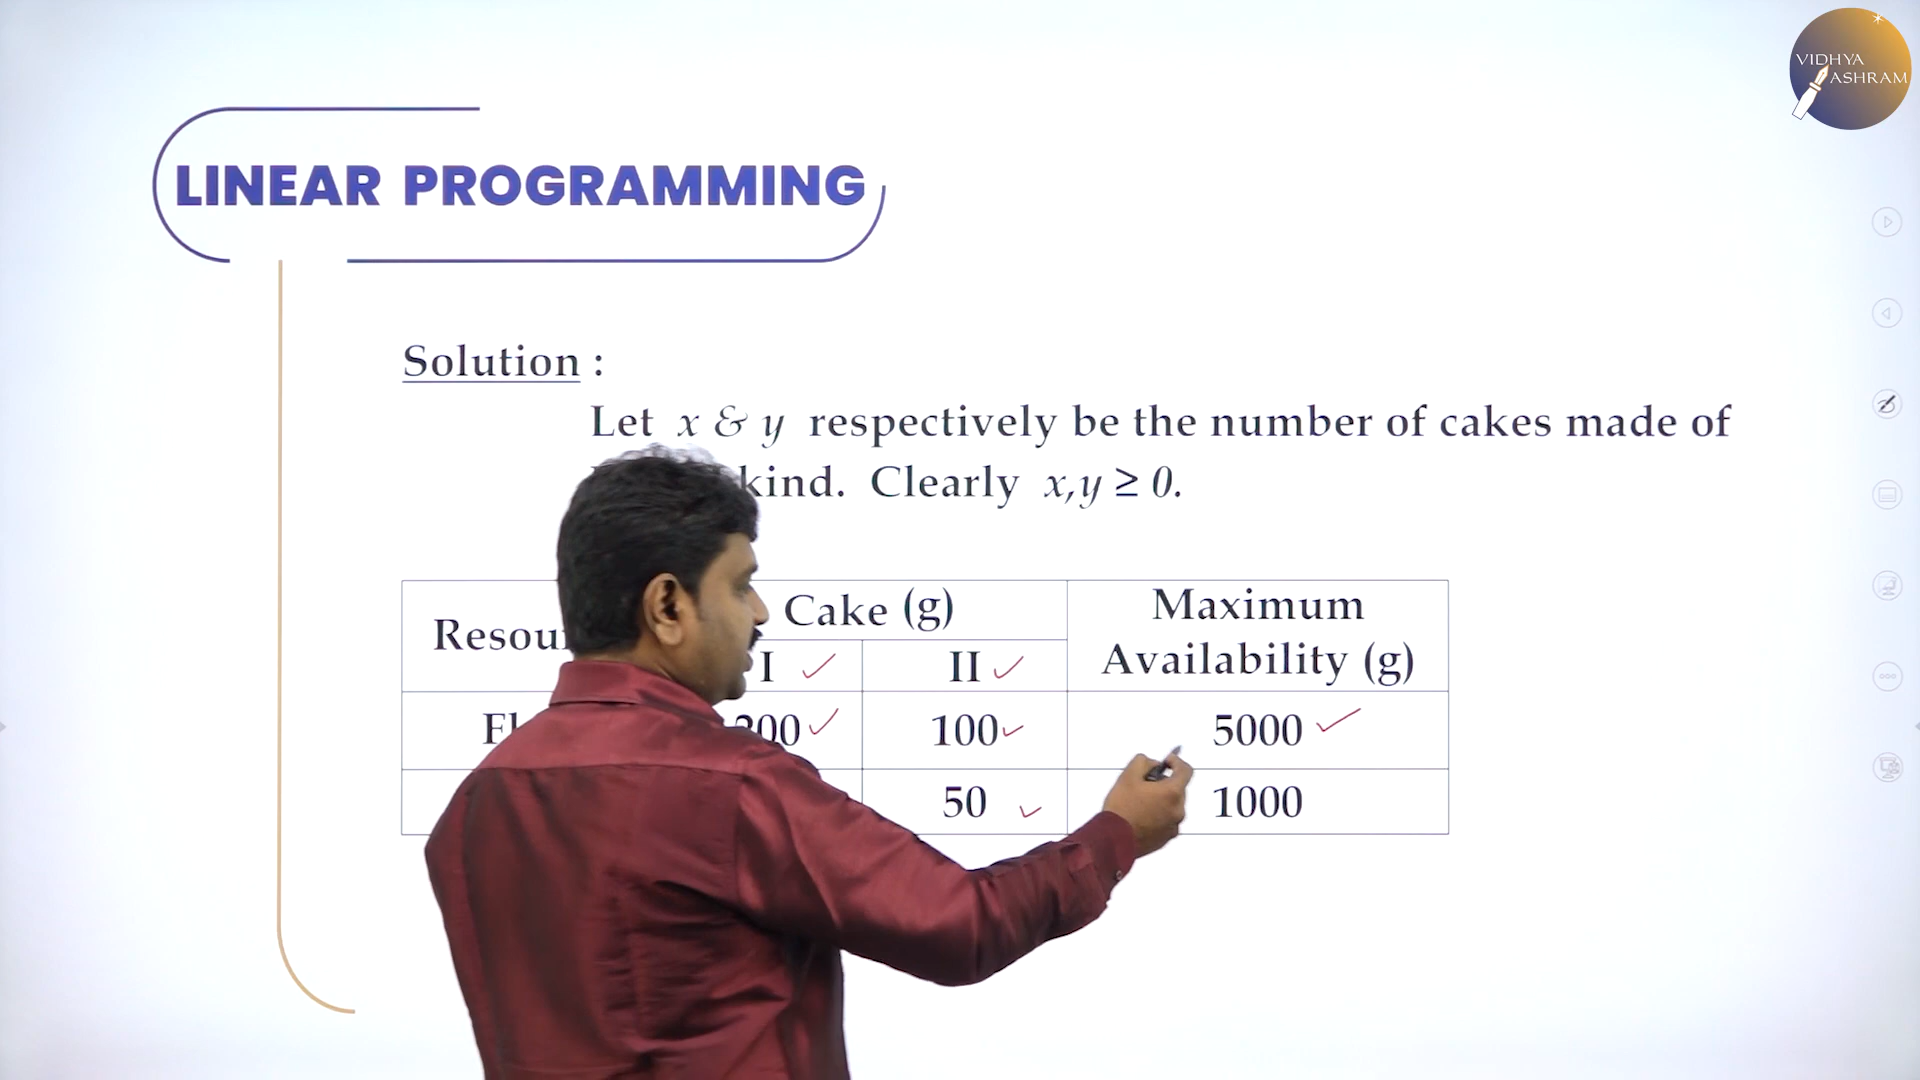 VIDHYA
ASHRAM
LINEAR PROGRAMMING
Solution :
Let x & y respectively be the number of cakes made of
kind. Clearly x,y ≥ 0.
Cake (g)
Maximum
Availability (g)
I
II
100
5000
50
1000